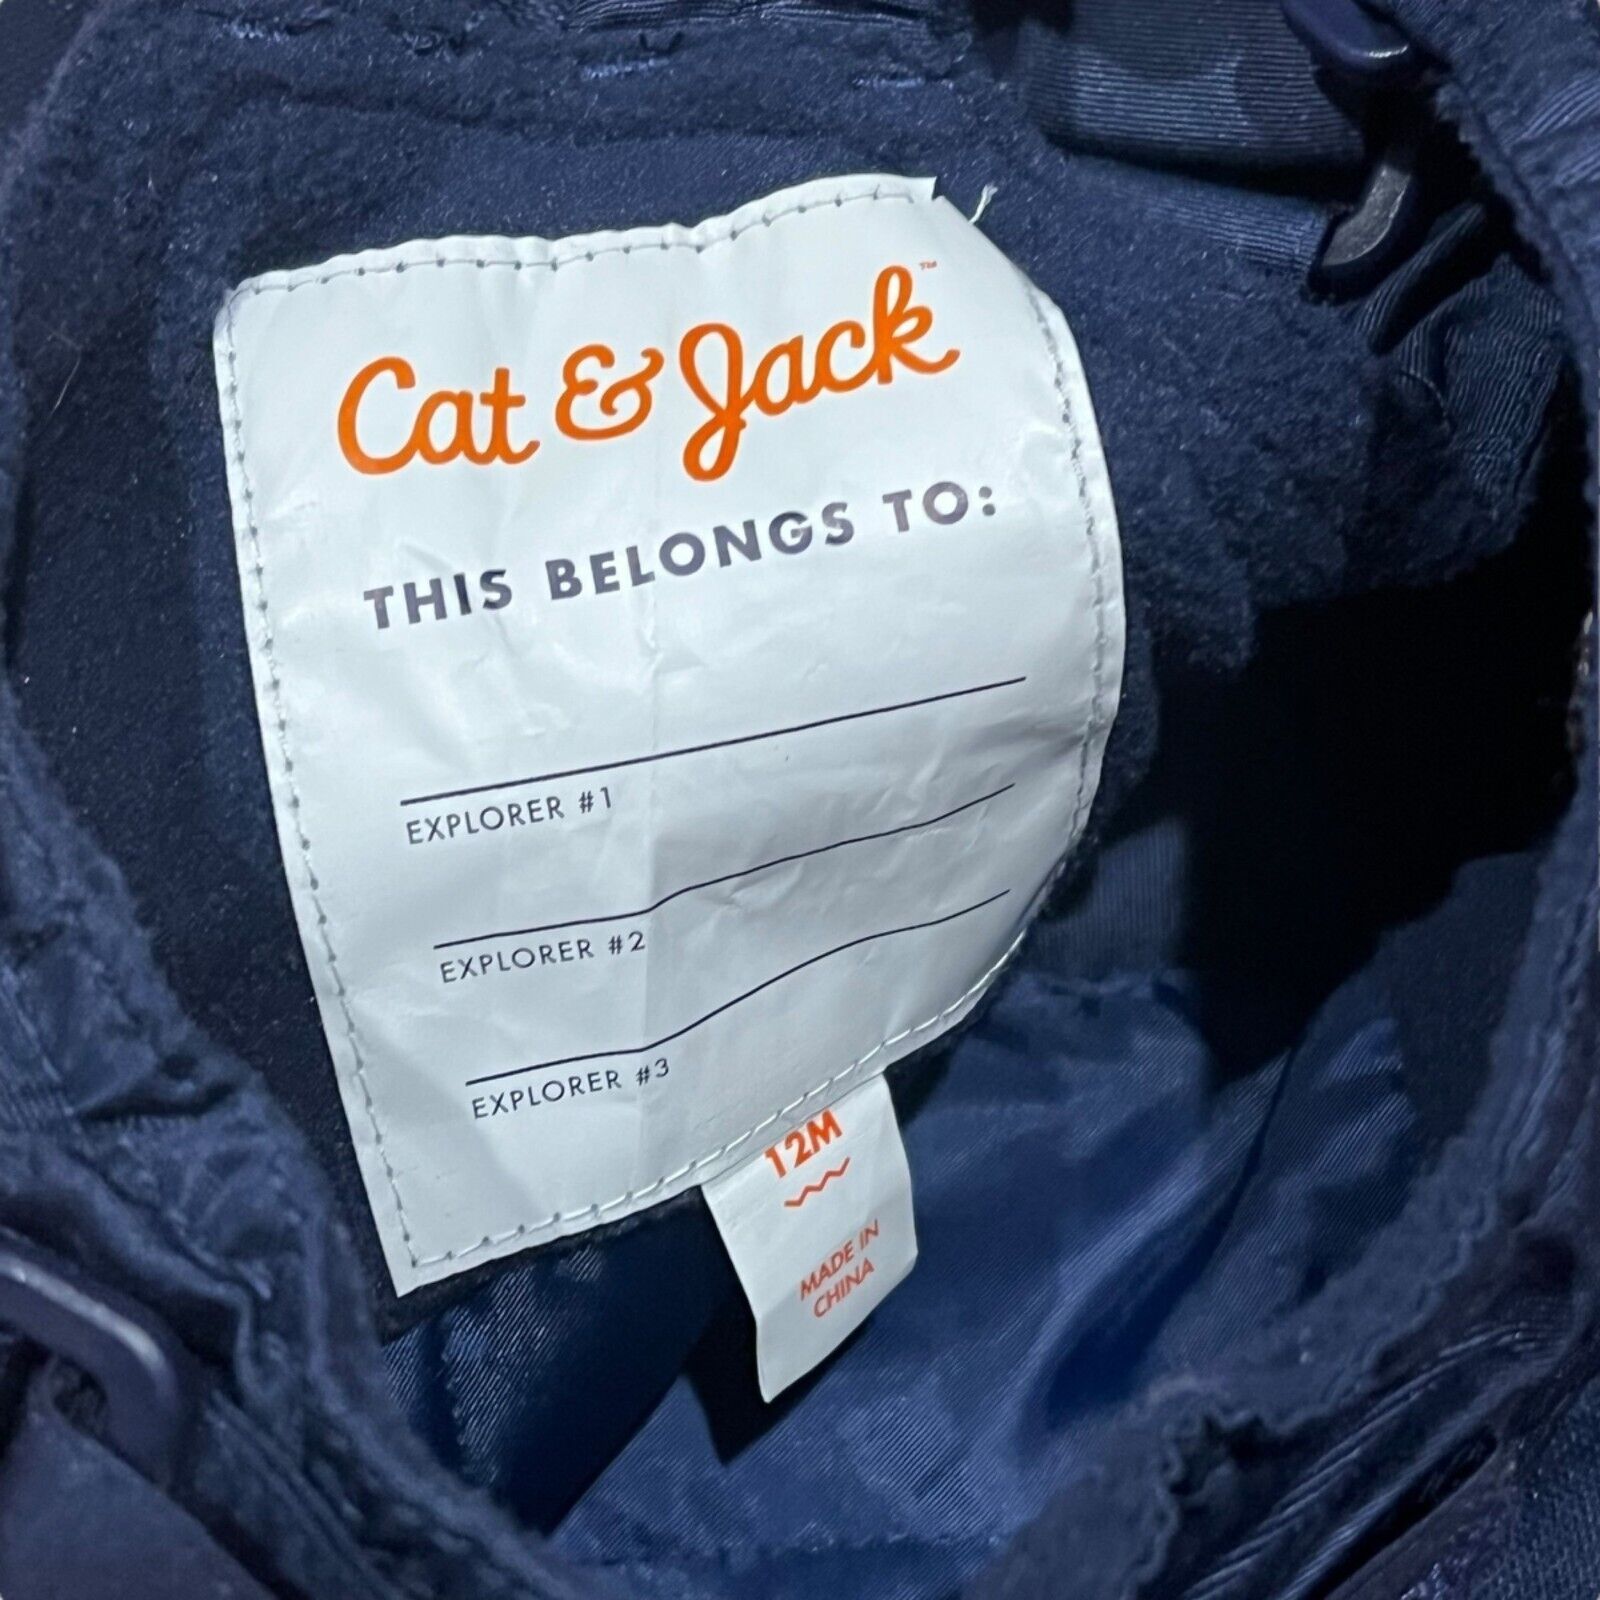 Cat & Jack™
THIS BELONGS TO:
EXPLORER #1
EXPLORER #2
EXPLORER #3
12M
MADE IN
CHINA